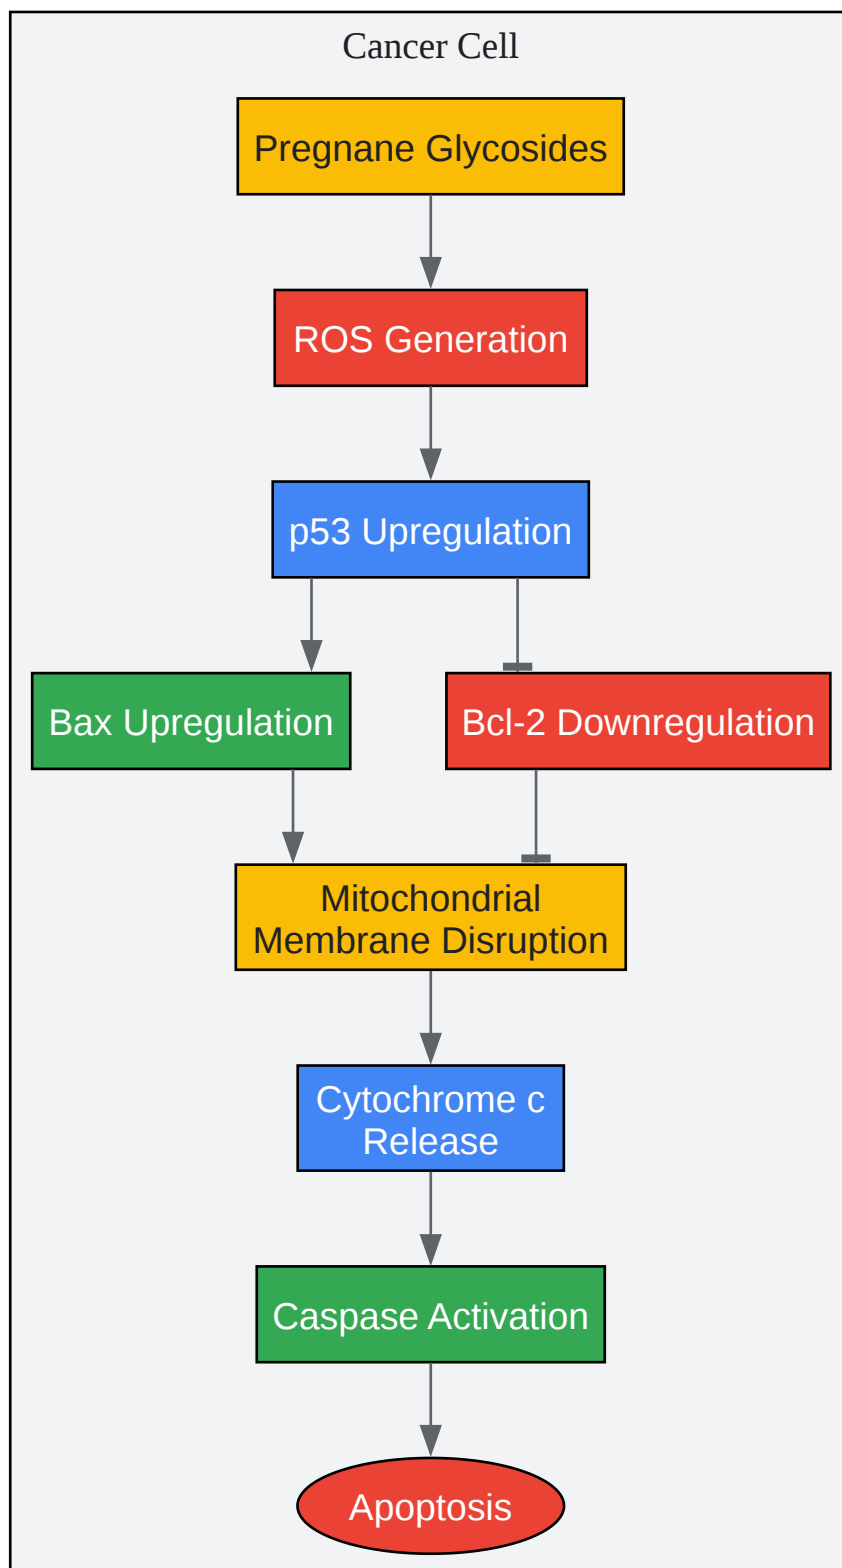 Cancer Cell
Pregnane Glycosides
ROS Generation
p53 Upregulation
Bax Upregulation
Bcl-2 Downregulation
Mitochondrial
Membrane Disruption
Cytochrome c
Release
Caspase Activation
Apoptosis